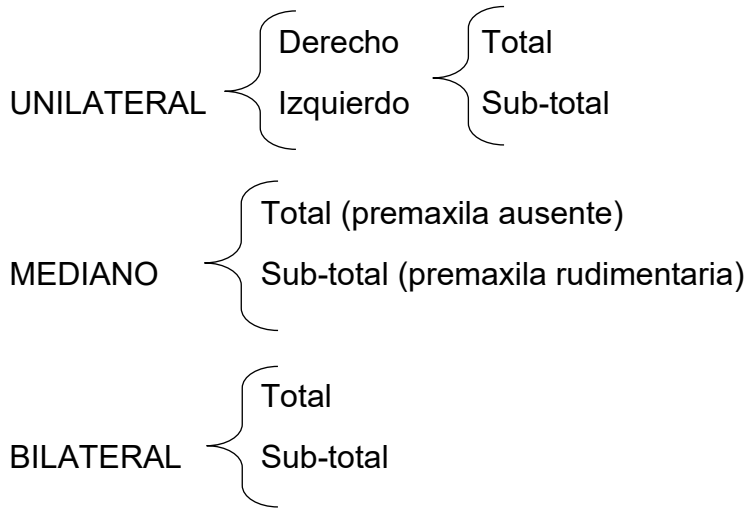 Derecho Total
UNILATERAL Izquierdo Sub-total
Total (premaxila ausente)
MEDIANO Sub-total (premaxila rudimentaria)
Total
BILATERAL Sub-total